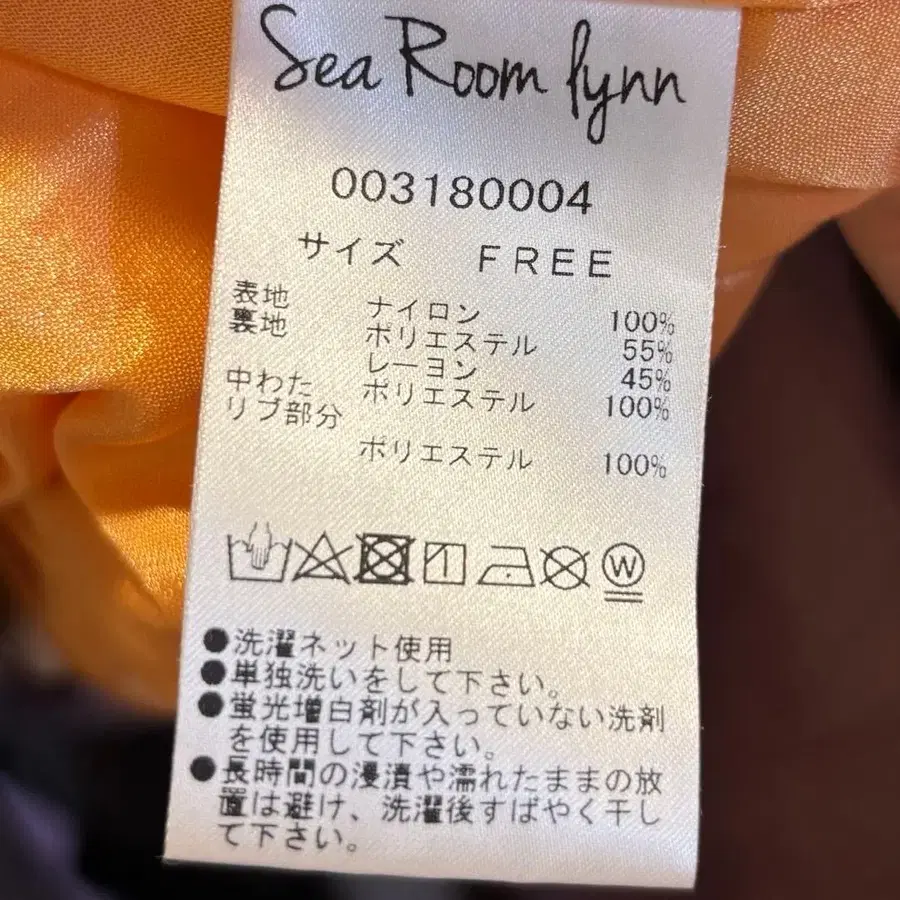 Sea Room lynn
003180004
サイズ FREE
表地 ナイロン 100%
裏地 ポリエステル 55%
レーヨン 45%
中わた ポリエステル 100%
リブ部分
ポリエステル 100%
W
●洗濯ネット使用
●単独洗いをして下さい。
●蛍光増白剤が入っていない洗剤
を使用して下さい。
●長時間の浸漬や濡れたままの放
置は避け、洗濯後すばやく干し
て下さい。